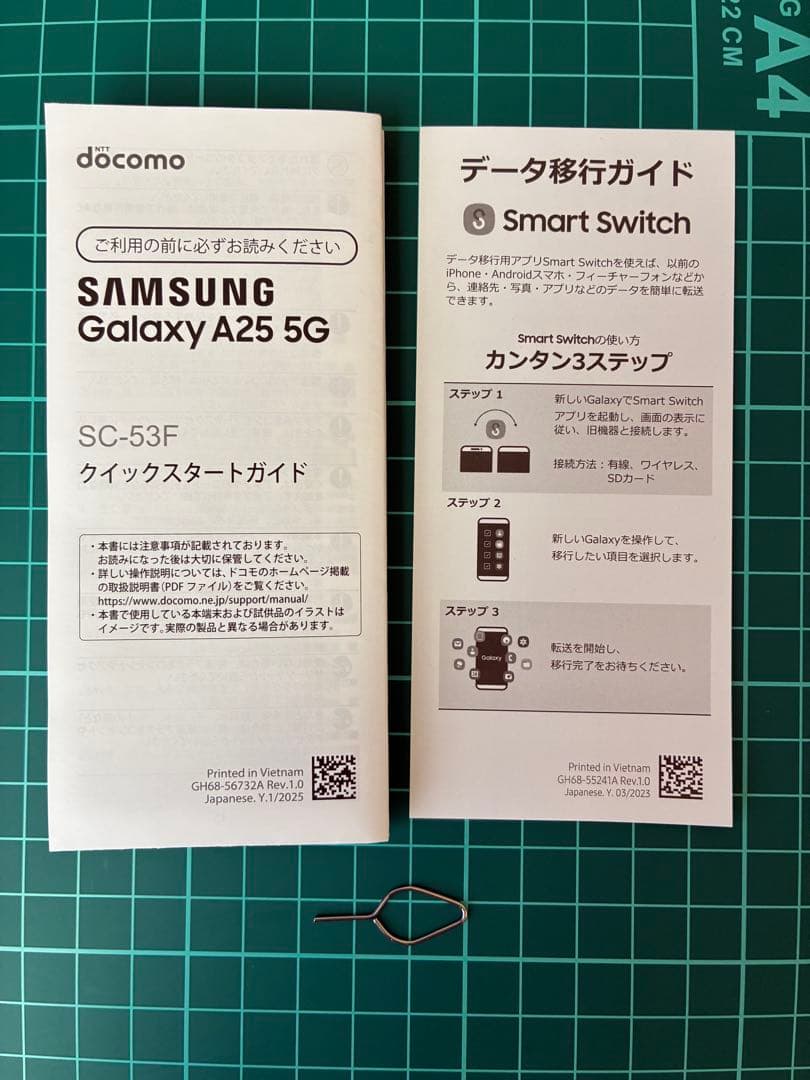 NTT
docomo
ご利用の前に必ずお読みください
SAMSUNG
Galaxy A25 5G
SC-53F
クイックスタートガイド
・本書には注意事項が記載されております。
お読みになった後は大切に保管してください。
・詳しい操作説明については、ドコモのホームページ掲載
の取扱説明書(PDF ファイル)をご覧ください。
https://www.docomo.ne.jp/support/manual/
・本書で使用している本端末および試供品のイラストは
イメージです。実際の製品と異なる場合があります。
Printed in Vietnam
GH68-56732A Rev.1.0
Japanese. Y.1/2025
データ移行ガイド
Smart Switch
データ移行用アプリSmart Switchを使えば、以前の
iPhone・Androidスマホ・フィーチャーフォンなどか
ら、連絡先・写真・アプリなどのデータを簡単に転送
できます。
Smart Switchの使い方
カンタン3ステップ
ステップ 1
新しいGalaxyでSmart Switch
アプリを起動し、画面の表示に
従い、旧機器と接続します。
接続方法:有線、ワイヤレス、
SDカード
ステップ 2
新しいGalaxyを操作して、
移行したい項目を選択します。
ステップ 3
Galaxy
転送を開始し、
移行完了をお待ちください。
Printed in Vietnam
GH68-55241A Rev.1.0
Japanese. Y. 03/2023
A4
22 CM